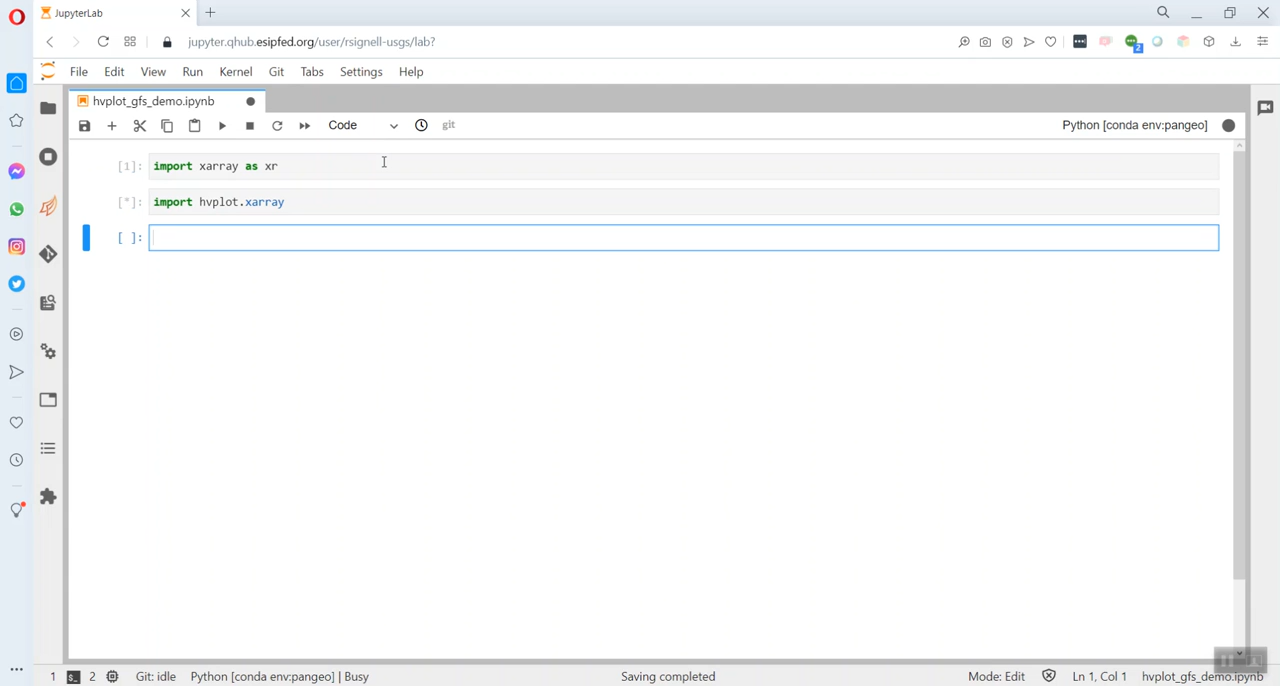 JupyterLab
jupyter.qhub.esipfed.org/user/rsignell-usgs/lab?
2
File Edit View Run Kernel Git Tabs Settings Help
hvplot_gfs_demo.ipynb
Code git Python [conda env:pangeo]
[1]: import xarray as xr
[*]: import hvplot.xarray
[ ]:
1 $_ 2 Git: idle Python [conda env:pangeo] | Busy Saving completed Mode: Edit Ln 1, Col 1 hvplot_gfs_demo.ipynb